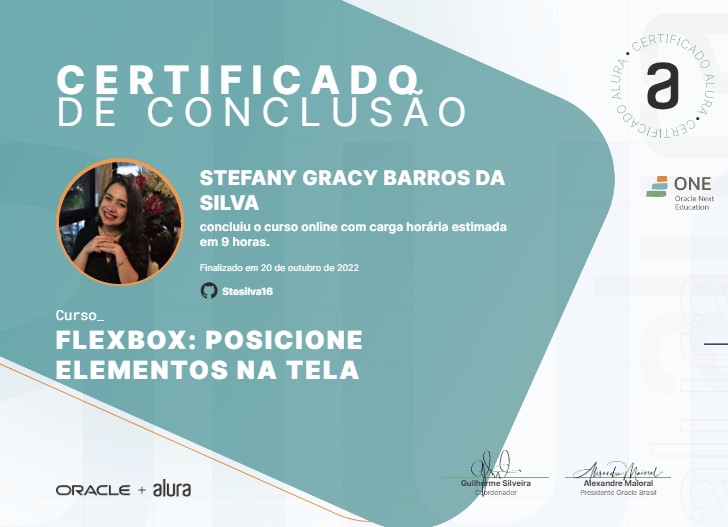 CERTIFICADO
DE CONCLUSÃO
CERTIFICADO ALURA • CERTIFICADO ALURA •
a
ONE
Oracle Next
Education
STEFANY GRACY BARROS DA
SILVA
concluiu o curso online com carga horária estimada
em 9 horas.
Finalizado em 20 de outubro de 2022
Stesilva16
Curso_
FLEXBOX: POSICIONE
ELEMENTOS NA TELA
ORACLE + alura
Guilherme Silveira
Coordenador
Alexandre Maioral
Presidente Oracle Brasil